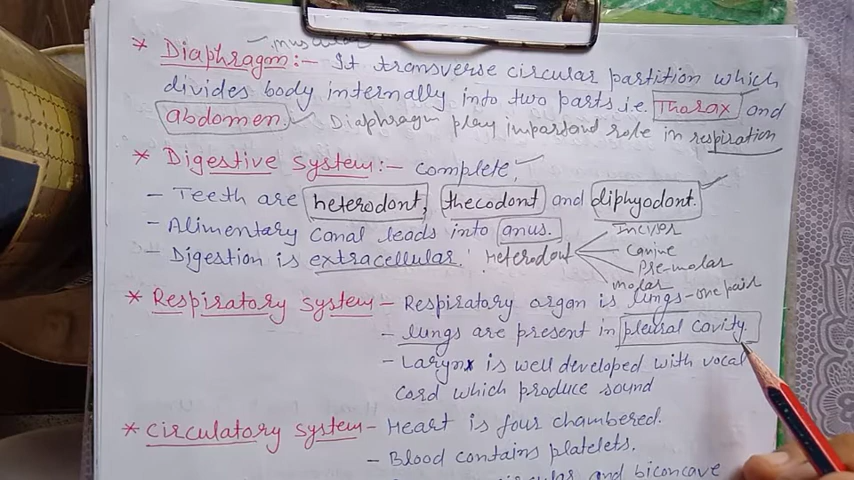 muscular
* Diaphragm:- It transverse circular partition which
divides body internally into two parts i.e. Thorax and
abdomen. Diaphragm play important role in respiration
* Digestive system:- complete,
- Teeth are heterodont, thecodont and diphyodont.
- Alimentary canal leads into anus.
- Digestion is extracellular. Heterodont
Incisor
Canine
Pre-molar
molar
* Respiratory system - Respiratory organ is lungs - one paid
- lungs are present in pleural cavity.
- Larynx is well developed with vocal
cord which produce sound
* circulatory system - Heart is four chambered.
- Blood contains platelets.
circular and biconcave